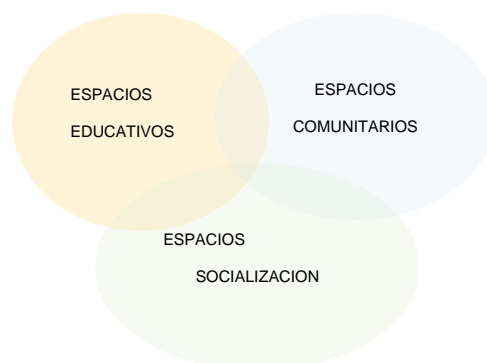 ESPACIOS
EDUCATIVOS
ESPACIOS
COMUNITARIOS
ESPACIOS
SOCIALIZACION